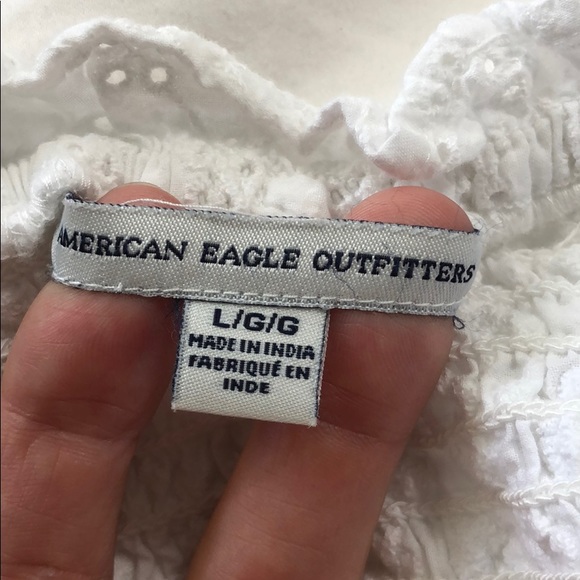 AMERICAN EAGLE OUTFITTERS
L/G/G
MADE IN INDIA
FABRIQUÉ EN
INDE